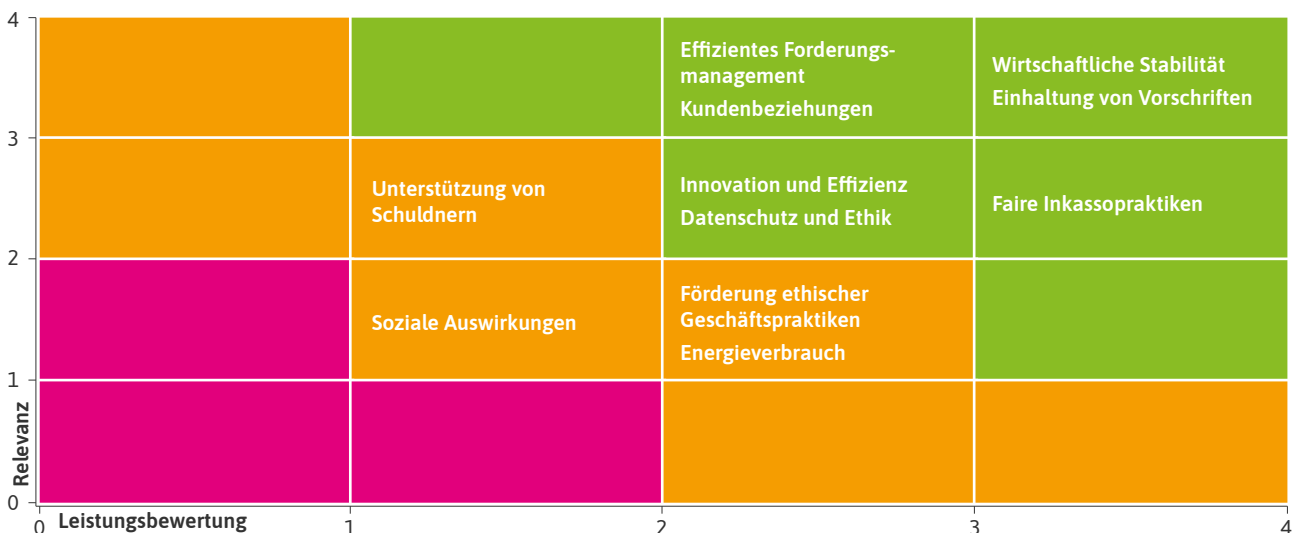 4
Effizientes Forderungs-
management
Kundenbeziehungen
Wirtschaftliche Stabilität
Einhaltung von Vorschriften
3
Unterstützung von
Schuldnern
Innovation und Effizienz
Datenschutz und Ethik
Faire Inkassopraktiken
2
Soziale Auswirkungen
Förderung ethischer
Geschäftspraktiken
Energieverbrauch
1
Relevanz
0
0 Leistungsbewertung 1 2 3 4